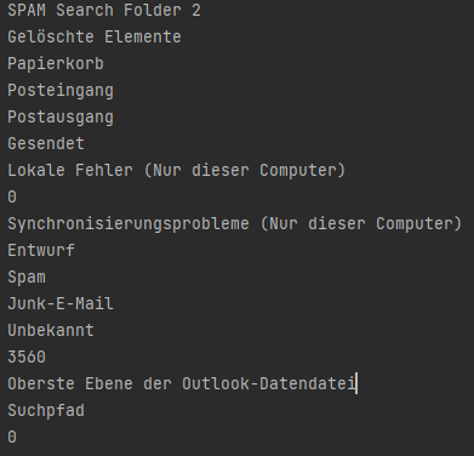 SPAM Search Folder 2
Gelöschte Elemente
Papierkorb
Posteingang
Postausgang
Gesendet
Lokale Fehler (Nur dieser Computer)
0
Synchronisierungsprobleme (Nur dieser Computer)
Entwurf
Spam
Junk-E-Mail
Unbekannt
3560
Oberste Ebene der Outlook-Datendatei
Suchpfad
0